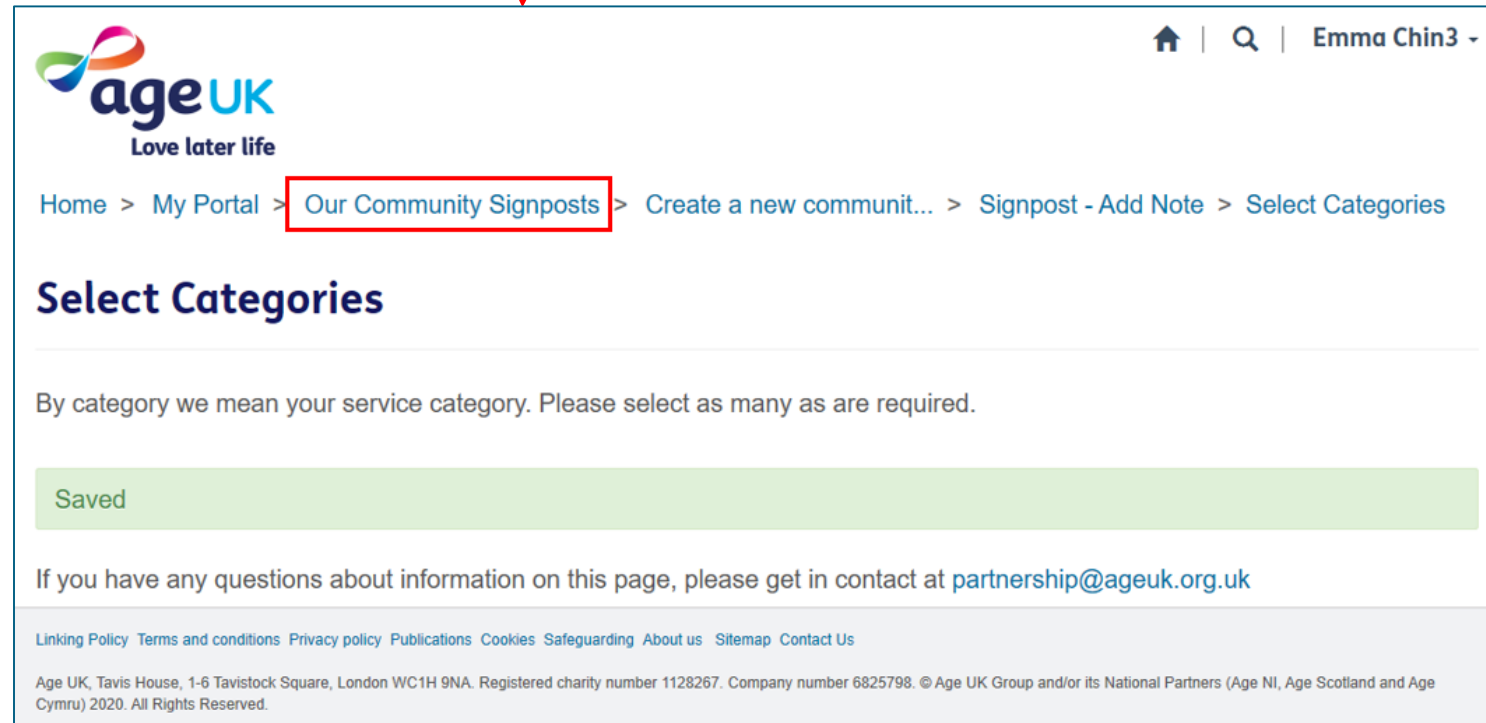 Emma Chin3
age UK
Love later life
Home > My Portal > Our Community Signposts > Create a new communit... > Signpost - Add Note > Select Categories
Select Categories
By category we mean your service category. Please select as many as are required.
Saved
If you have any questions about information on this page, please get in contact at partnership@ageuk.org.uk
Linking Policy Terms and conditions Privacy policy Publications Cookies Safeguarding About us Sitemap Contact Us
Age UK, Tavis House, 1-6 Tavistock Square, London WC1H 9NA. Registered charity number 1128267. Company number 6825798. © Age UK Group and/or its National Partners (Age NI, Age Scotland and Age
Cymru) 2020. All Rights Reserved.